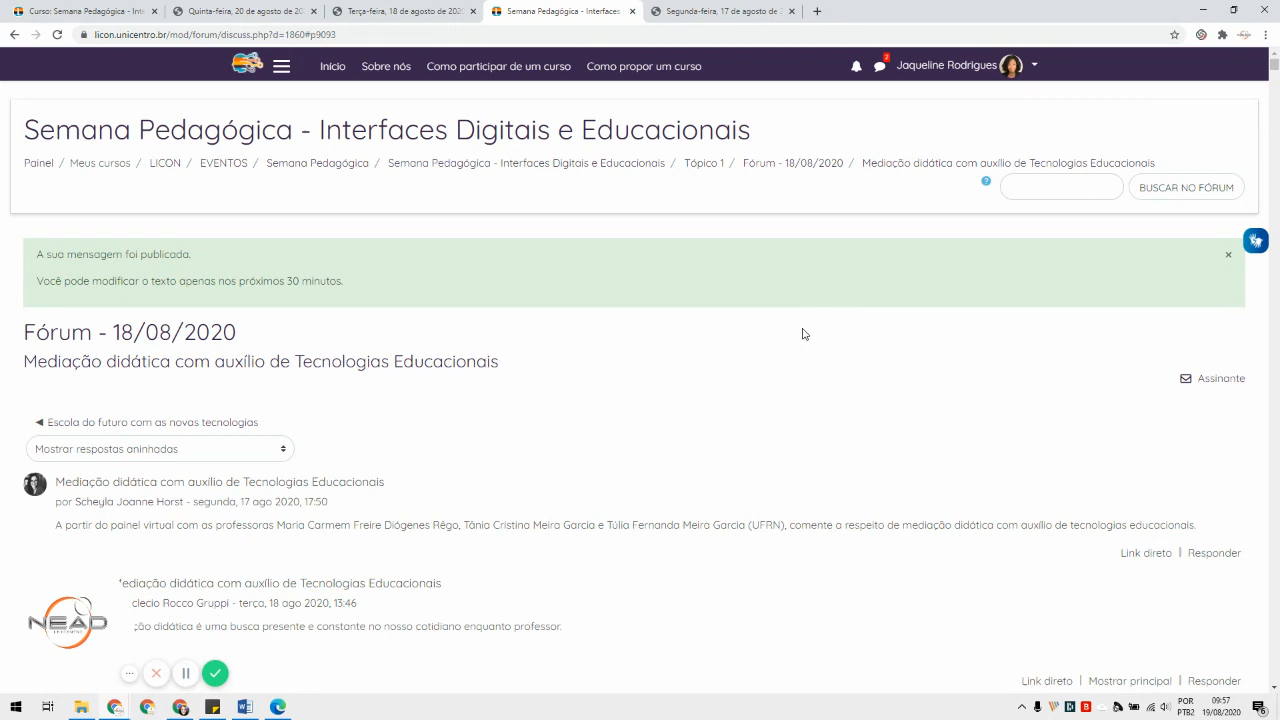 Curso: Semana Pedagógica - Inte
Quinta-feira, 20 de agosto de 20
Terça-feira, 18 de agosto de 202
Semana Pedagógica - Interfaces
Segunda-feira, 17 de agosto de 2
licon.unicentro.br/mod/forum/discuss.php?d=1860#p9093
Início Sobre nós Como participar de um curso Como propor um curso
2
Jaqueline Rodrigues
Semana Pedagógica - Interfaces Digitais e Educacionais
Painel / Meus cursos / LICON / EVENTOS / Semana Pedagógica / Semana Pedagógica - Interfaces Digitais e Educacionais / Tópico 1 / Fórum - 18/08/2020 / Mediação didática com auxílio de Tecnologias Educacionais
BUSCAR NO FÓRUM
A sua mensagem foi publicada.
Você pode modificar o texto apenas nos próximos 30 minutos.
Fórum - 18/08/2020
Mediação didática com auxílio de Tecnologias Educacionais
Assinante
◀ Escola do futuro com as novas tecnologias
Mostrar respostas aninhadas
Mediação didática com auxílio de Tecnologias Educacionais
por Scheyla Joanne Horst - segunda, 17 ago 2020, 17:50
A partir do painel virtual com as professoras Maria Carmem Freire Diógenes Rêgo, Tânia Cristina Meira Garcia e Túlia Fernanda Meira Garcia (UFRN), comente a respeito de mediação didática com auxílio de tecnologias educacionais.
Link direto | Responder
ediação didática com auxílio de Tecnologias Educacionais
clecio Rocco Gruppi - terça, 18 ago 2020, 13:46
ção didática é uma busca presente e constante no nosso cotidiano enquanto professor.
NEAD
Link direto | Mostrar principal | Responder
POR
PTB2
09:57
19/08/2020
6